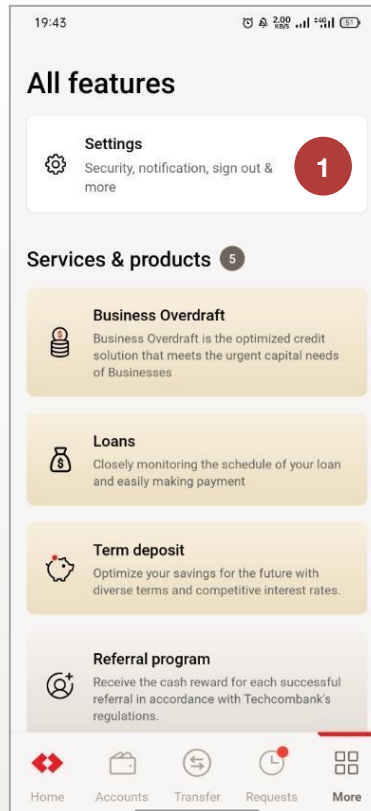 19:43
2.00 KB/S 4G 51
All features
Settings
Security, notification, sign out &
more
1
Services & products 5
Business Overdraft
Business Overdraft is the optimized credit
solution that meets the urgent capital needs
of Businesses
Loans
Closely monitoring the schedule of your loan
and easily making payment
Term deposit
Optimize your savings for the future with
diverse terms and competitive interest rates.
Referral program
Receive the cash reward for each successful
referral in accordance with Techcombank's
regulations.
Home Accounts Transfer Requests More